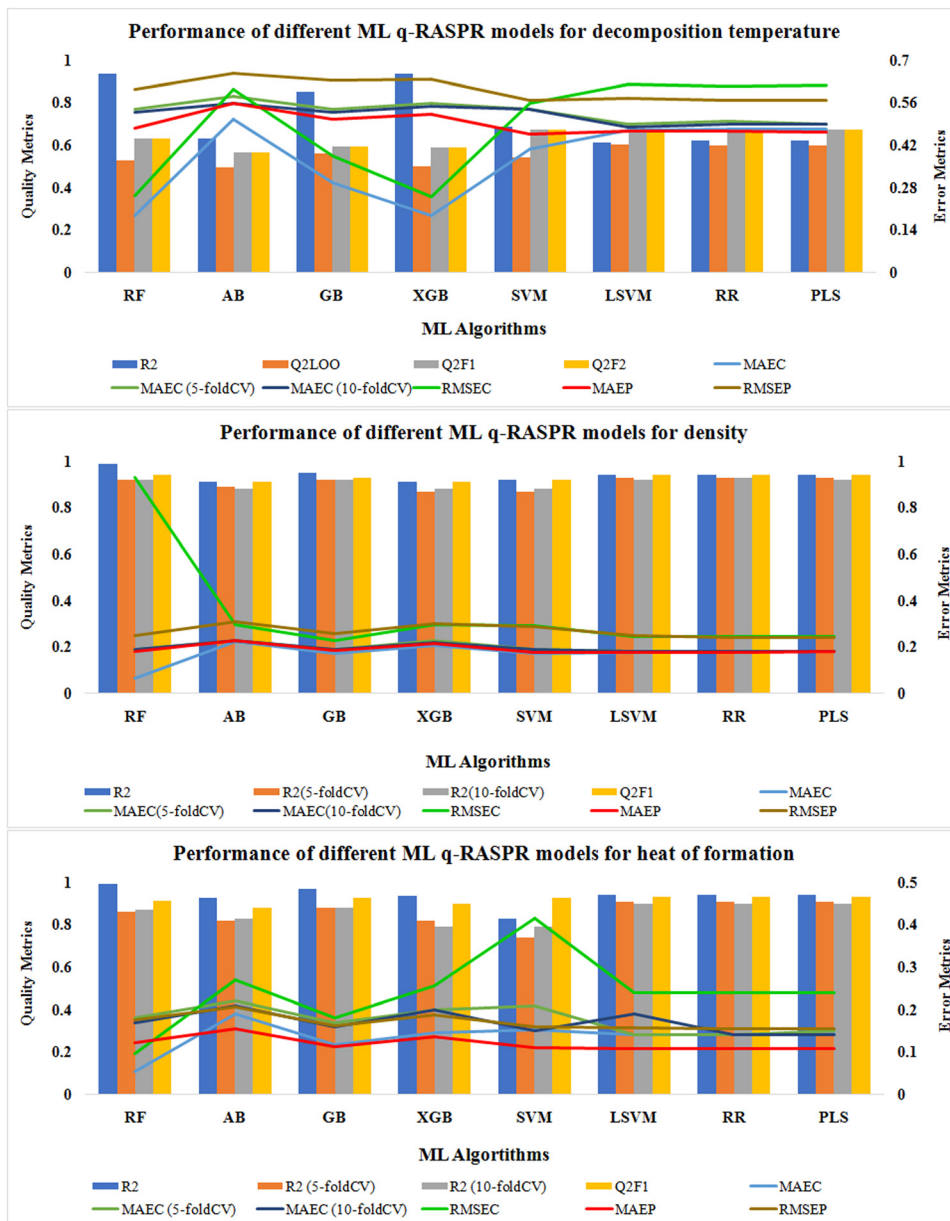 Performance of different ML q-RASPR models for decomposition temperature
Quality Metrics
1
0.8
0.6
0.4
0.2
0
0.7
0.56
0.42
0.28
0.14
0
Error Metrics
RF AB GB XGB SVM LSVM RR PLS
ML Algorithms
R2 Q2LOO Q2F1 Q2F2 MAEC
MAEC (5-foldCV) MAEC (10-foldCV) RMSEC MAEP RMSEP
Performance of different ML q-RASPR models for density
Quality Metrics
1
0.8
0.6
0.4
0.2
0
1
0.8
0.6
0.4
0.2
0
Error Metrics
RF AB GB XGB SVM LSVM RR PLS
ML Algorithms
R2 R2(5-foldCV) R2(10-foldCV) Q2F1 MAEC
MAEC(5-foldCV) MAEC(10-foldCV) RMSEC MAEP RMSEP
Performance of different ML q-RASPR models for heat of formation
Quality Metrics
1
0.8
0.6
0.4
0.2
0
0.5
0.4
0.3
0.2
0.1
0
Error Metrics
RF AB GB XGB SVM LSVM RR PLS
ML Algortithms
R2 R2 (5-foldCV) R2 (10-foldCV) Q2F1 MAEC
MAEC (5-foldCV) MAEC (10-foldCV) RMSEC MAEP RMSEP